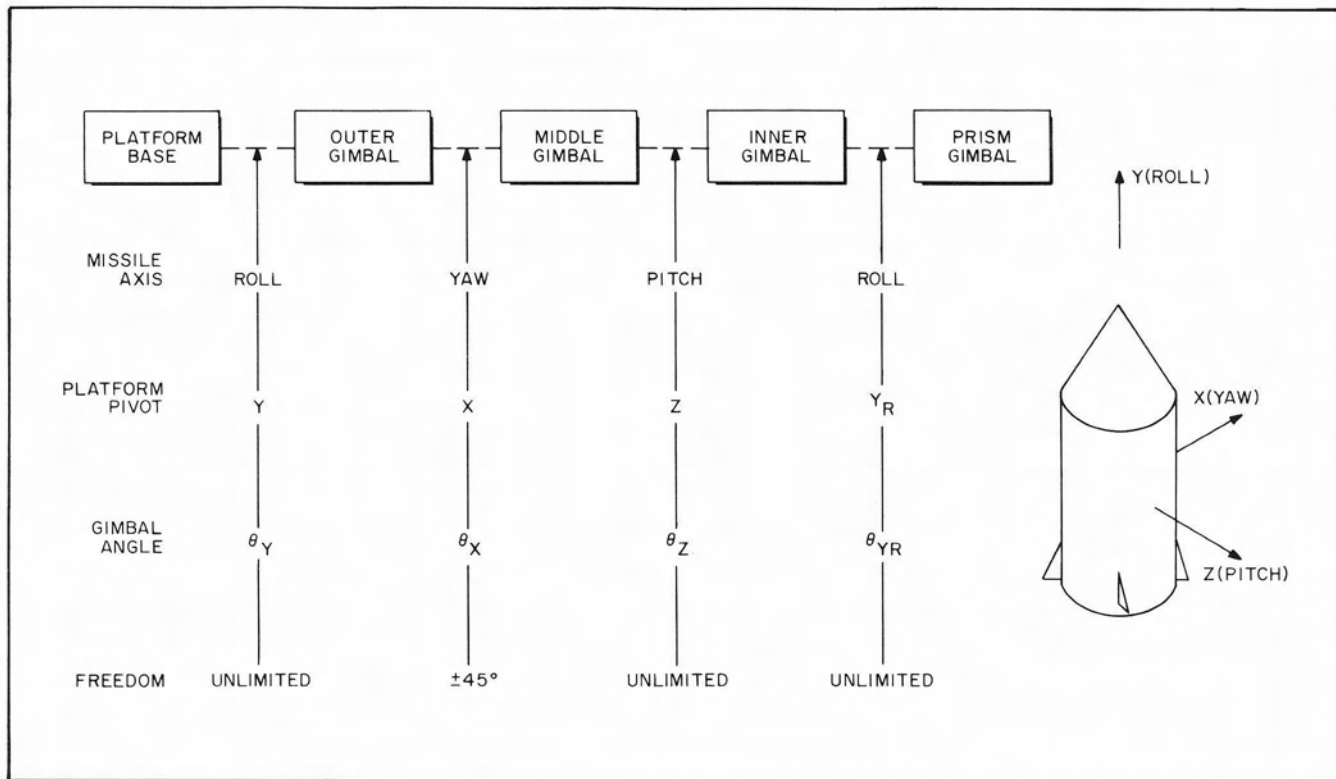 PLATFORM BASE
OUTER GIMBAL
MIDDLE GIMBAL
INNER GIMBAL
PRISM GIMBAL
Y(ROLL)
MISSILE AXIS
ROLL
YAW
PITCH
ROLL
X(YAW)
PLATFORM PIVOT
Y
X
Z
YR
GIMBAL ANGLE
θY
θX
θZ
θYR
Z(PITCH)
FREEDOM
UNLIMITED
±45°
UNLIMITED
UNLIMITED